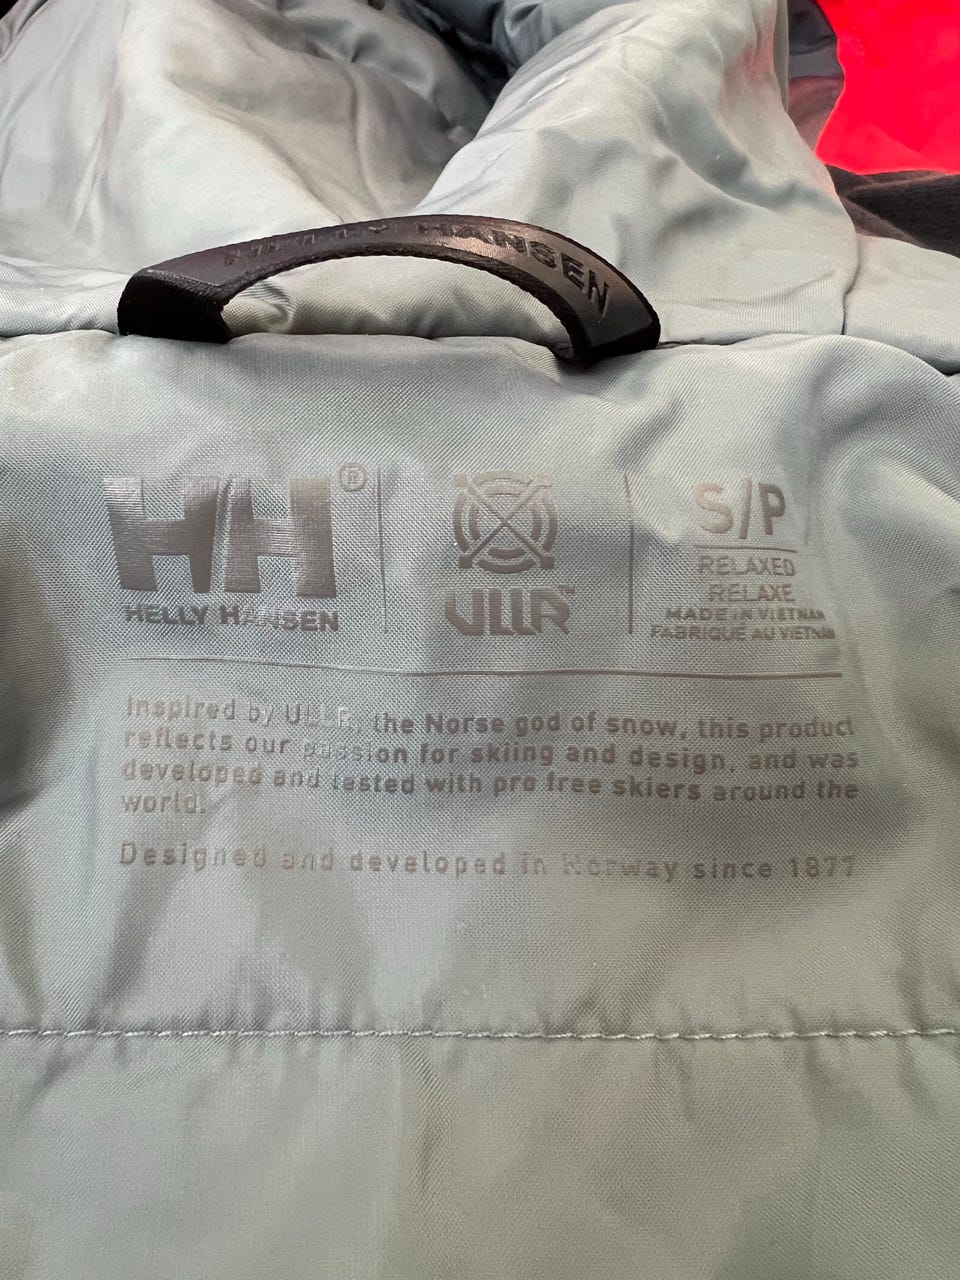 HELLY HANSEN
HH®
HELLY HANSEN
ULLR™
S/P
RELAXED
RELAXE
MADE IN VIETNAM
FABRIQUE AU VIETNAM
Inspired by ULLR, the Norse god of snow, this product
reflects our passion for skiing and design, and was
developed and tested with pro free skiers around the
world.
Designed and developed in Norway since 1877